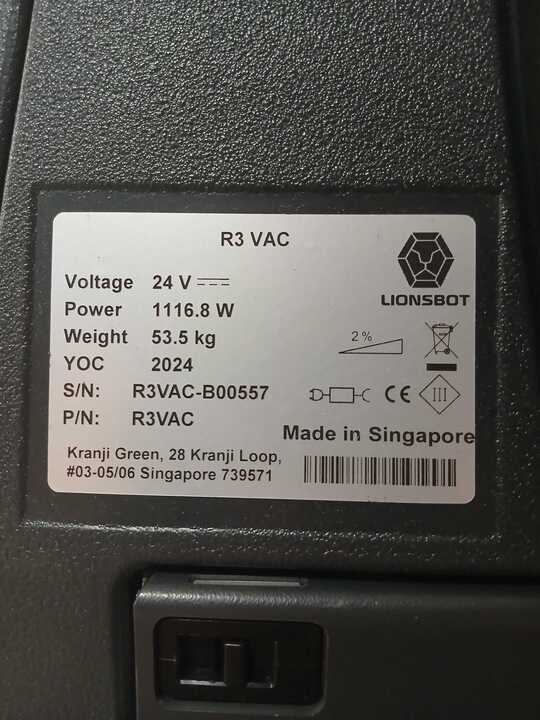 R3 VAC
LIONSBOT
Voltage 24 V
Power 1116.8 W
Weight 53.5 kg
2 %
YOC 2024
S/N: R3VAC-B00557
CE III
P/N: R3VAC
Made in Singapore
Kranji Green, 28 Kranji Loop,
#03-05/06 Singapore 739571